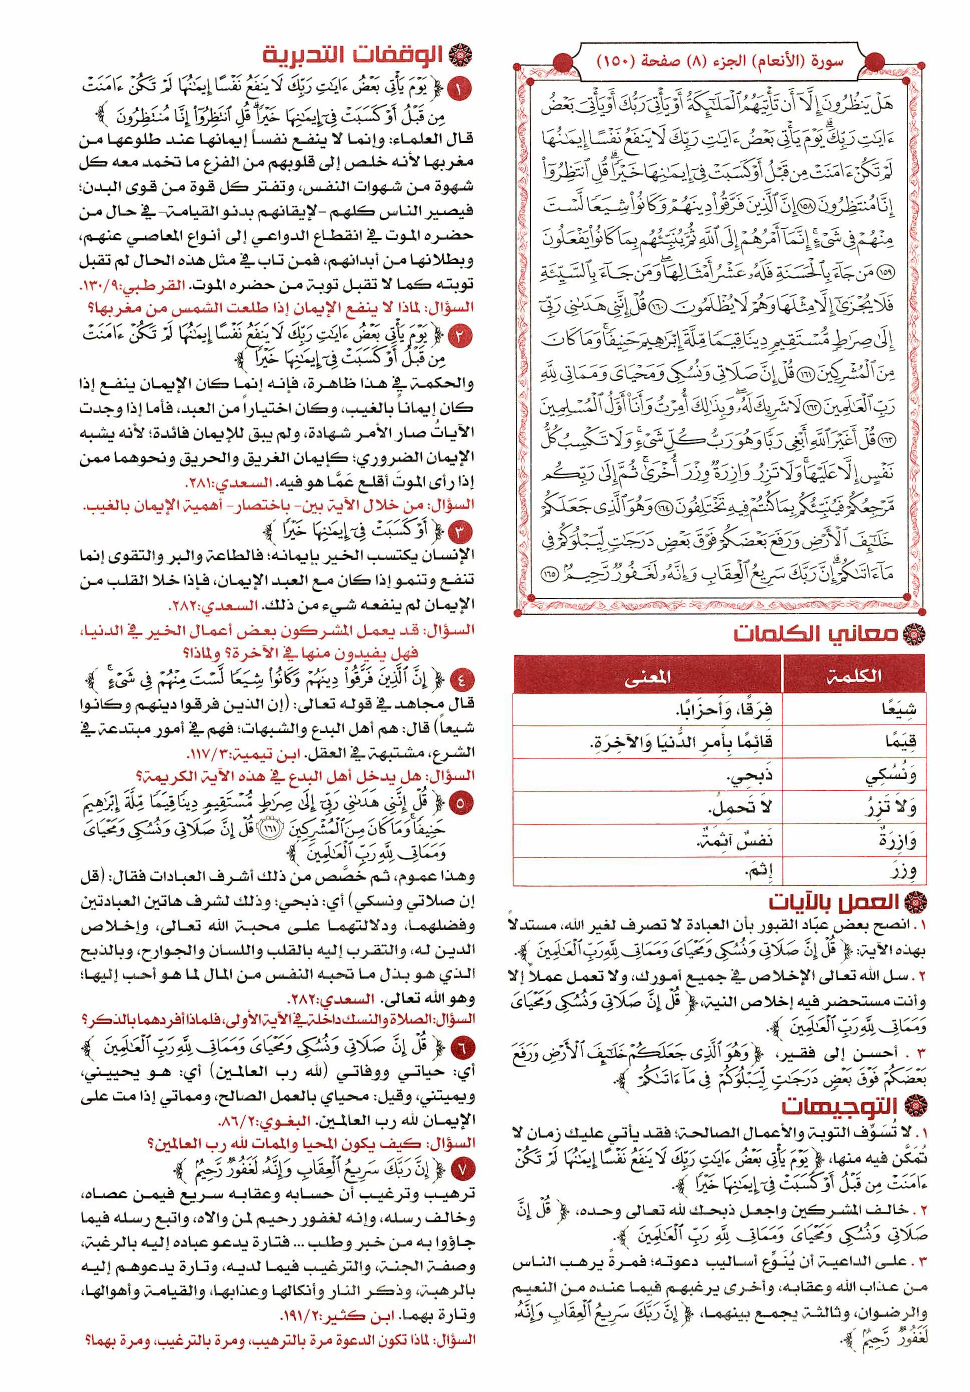 سورة (الأنعام) الجزء (٨) صفحة (١٥٠)
هَلْ يَنظُرُونَ إِلَّآ أَن تَأْتِيَهُمُ ٱلْمَلَٰٓئِكَةُ أَوْ يَأْتِىَ رَبُّكَ أَوْ يَأْتِىَ بَعْضُ
ءَايَٰتِ رَبِّكَ ۗ يَوْمَ يَأْتِى بَعْضُ ءَايَٰتِ رَبِّكَ لَا يَنفَعُ نَفْسًا إِيمَٰنُهَا
لَمْ تَكُنْ ءَامَنَتْ مِن قَبْلُ أَوْ كَسَبَتْ فِىٓ إِيمَٰنِهَا خَيْرًا ۗ قُلِ ٱنتَظِرُوٓا۟
إِنَّا مُنتَظِرُونَ ١٥٨ إِنَّ ٱلَّذِينَ فَرَّقُوا۟ دِينَهُمْ وَكَانُوا۟ شِيَعًا لَّسْتَ
مِنْهُمْ فِى شَىْءٍ ۚ إِنَّمَآ أَمْرُهُمْ إِلَى ٱللَّهِ ثُمَّ يُنَبِّئُهُم بِمَا كَانُوا۟ يَفْعَلُونَ
١٥٩ مَن جَآءَ بِٱلْحَسَنَةِ فَلَهُۥ عَشْرُ أَمْثَالِهَا ۖ وَمَن جَآءَ بِٱلسَّيِّئَةِ
فَلَا يُجْزَىٰٓ إِلَّا مِثْلَهَا وَهُمْ لَا يُظْلَمُونَ ١٦٠ قُلْ إِنَّنِى هَدَىٰنِى رَبِّىٓ
إِلَىٰ صِرَٰطٍ مُّسْتَقِيمٍ دِينًا قِيَمًا مِّلَّةَ إِبْرَٰهِيمَ حَنِيفًا ۚ وَمَا كَانَ
مِنَ ٱلْمُشْرِكِينَ ١٦١ قُلْ إِنَّ صَلَاتِى وَنُسُكِى وَمَحْيَاىَ وَمَمَاتِى لِلَّهِ
رَبِّ ٱلْعَٰلَمِينَ ١٦٢ لَا شَرِيكَ لَهُۥ ۖ وَبِذَٰلِكَ أُمِرْتُ وَأَنَا۠ أَوَّلُ ٱلْمُسْلِمِينَ
١٦٣ قُلْ أَغَيْرَ ٱللَّهِ أَبْغِى رَبًّا وَهُوَ رَبُّ كُلِّ شَىْءٍ ۚ وَلَا تَكْسِبُ كُلُّ
نَفْسٍ إِلَّا عَلَيْهَا ۚ وَلَا تَزِرُ وَازِرَةٌ وِزْرَ أُخْرَىٰ ۚ ثُمَّ إِلَىٰ رَبِّكُم
مَّرْجِعُكُمْ فَيُنَبِّئُكُم بِمَا كُنتُمْ فِيهِ تَخْتَلِفُونَ ١٦٤ وَهُوَ ٱلَّذِى جَعَلَكُمْ
خَلَٰٓئِفَ ٱلْأَرْضِ وَرَفَعَ بَعْضَكُمْ فَوْقَ بَعْضٍ دَرَجَٰتٍ لِّيَبْلُوَكُمْ فِى
مَآ ءَاتَىٰكُمْ ۗ إِنَّ رَبَّكَ سَرِيعُ ٱلْعِقَابِ وَإِنَّهُۥ لَغَفُورٌ رَّحِيمٌۢ ١٦٥
معاني الكلمات
الكلمة المعنى
شِيَعًا فِرَقًا، وَأَحزَابًا.
قِيَمًا قَائِمًا بِأَمرِ الدُّنيَا وَالآخِرَةِ.
وَنُسُكِي ذَبحِي.
وَلاَ تَزِرُ لاَ تَحمِلُ.
وَازِرَةٌ نَفسٌ آثِمَةٌ.
وِزرَ إِثمَ.
العمل بالآيات
١. انصح بعض عبّاد القبور بأن العبادة لا تصرف لغير الله، مستدلاً
بهذه الآية: ﴿ قُلْ إِنَّ صَلَاتِى وَنُسُكِى وَمَحْيَاىَ وَمَمَاتِى لِلَّهِ رَبِّ ٱلْعَٰلَمِينَ ﴾.
٢. سل الله تعالى الإخلاص في جميع أمورك، ولا تعمل عملاً إلا
وأنت مستحضر فيه إخلاص النية، ﴿ قُلْ إِنَّ صَلَاتِى وَنُسُكِى وَمَحْيَاىَ
وَمَمَاتِى لِلَّهِ رَبِّ ٱلْعَٰلَمِينَ ﴾.
٣. أحسن إلى فقير، ﴿ وَهُوَ ٱلَّذِى جَعَلَكُمْ خَلَٰٓئِفَ ٱلْأَرْضِ وَرَفَعَ
بَعْضَكُمْ فَوْقَ بَعْضٍ دَرَجَٰتٍ لِّيَبْلُوَكُمْ فِى مَآ ءَاتَىٰكُمْ ﴾.
التوجيهات
١. لا تُسَوِّف التوبة والأعمال الصالحة؛ فقد يأتي عليك زمان لا
تُمكَّن فيه منها، ﴿ يَوْمَ يَأْتِى بَعْضُ ءَايَٰتِ رَبِّكَ لَا يَنفَعُ نَفْسًا إِيمَٰنُهَا لَمْ تَكُنْ
ءَامَنَتْ مِن قَبْلُ أَوْ كَسَبَتْ فِىٓ إِيمَٰنِهَا خَيْرًا ﴾.
٢. خالف المشركين واجعل ذبحك لله تعالى وحده، ﴿ قُلْ إِنَّ
صَلَاتِى وَنُسُكِى وَمَحْيَاىَ وَمَمَاتِى لِلَّهِ رَبِّ ٱلْعَٰلَمِينَ ﴾.
٣. على الداعية أن يُنَوِّع أساليب دعوته؛ فمرةً يرهب الناس
من عذاب الله وعقابه، وأخرى يرغبهم فيما عنده من النعيم
والرضوان، وثالثة يجمع بينهما، ﴿ إِنَّ رَبَّكَ سَرِيعُ ٱلْعِقَابِ وَإِنَّهُۥ
لَغَفُورٌ رَّحِيمٌ ﴾.
الوقفات التدبرية
١ ﴿ يَوْمَ يَأْتِى بَعْضُ ءَايَٰتِ رَبِّكَ لَا يَنفَعُ نَفْسًا إِيمَٰنُهَا لَمْ تَكُنْ ءَامَنَتْ
مِن قَبْلُ أَوْ كَسَبَتْ فِىٓ إِيمَٰنِهَا خَيْرًا ۗ قُلِ ٱنتَظِرُوٓا۟ إِنَّا مُنتَظِرُونَ ﴾
قال العلماء: وإنما لا ينفع نفساً إيمانها عند طلوعها من
مغربها لأنه خلص إلى قلوبهم من الفزع ما تخمد معه كل
شهوة من شهوات النفس، وتفتر كل قوة من قوى البدن؛
فيصير الناس كلهم -لإيقانهم بدنو القيامة- في حال من
حضره الموت في انقطاع الدواعي إلى أنواع المعاصي عنهم،
وبطلانها من أبدانهم، فمن تاب في مثل هذه الحال لم تقبل
توبته كما لا تقبل توبة من حضره الموت. القرطبي:١٣٠/٩.
السؤال: لماذا لا ينفع الإيمان إذا طلعت الشمس من مغربها؟
٢ ﴿ يَوْمَ يَأْتِى بَعْضُ ءَايَٰتِ رَبِّكَ لَا يَنفَعُ نَفْسًا إِيمَٰنُهَا لَمْ تَكُنْ ءَامَنَتْ
مِن قَبْلُ أَوْ كَسَبَتْ فِىٓ إِيمَٰنِهَا خَيْرًا ﴾
والحكمة في هذا ظاهرة، فإنه إنما كان الإيمان ينفع إذا
كان إيماناً بالغيب، وكان اختياراً من العبد، فأما إذا وجدت
الآياتُ صار الأمر شهادة، ولم يبق للإيمان فائدة؛ لأنه يشبه
الإيمان الضروري؛ كإيمان الغريق والحريق ونحوهما ممن
إذا رأى الموتَ أقلع عَمَّا هو فيه. السعدي:٢٨١.
السؤال: من خلال الآية بين- باختصار- أهمية الإيمان بالغيب.
٣ ﴿ أَوْ كَسَبَتْ فِىٓ إِيمَٰنِهَا خَيْرًا ﴾
الإنسان يكتسب الخير بإيمانه؛ فالطاعة والبر والتقوى إنما
تنفع وتنمو إذا كان مع العبد الإيمان، فإذا خلا القلب من
الإيمان لم ينفعه شيء من ذلك. السعدي:٢٨٢.
السؤال: قد يعمل المشركون بعض أعمال الخير في الدنيا،
فهل يفيدون منها في الآخرة؟ ولماذا؟
٤ ﴿ إِنَّ ٱلَّذِينَ فَرَّقُوا۟ دِينَهُمْ وَكَانُوا۟ شِيَعًا لَّسْتَ مِنْهُمْ فِى شَىْءٍ ۚ ﴾
قال مجاهد في قوله تعالى: (إن الذين فرقوا دينهم وكانوا
شيعاً) قال: هم أهل البدع والشبهات؛ فهم في أمور مبتدعة في
الشرع، مشتبهة في العقل. ابن تيمية:١١٧/٣.
السؤال: هل يدخل أهل البدع في هذه الآية الكريمة؟
٥ ﴿ قُلْ إِنَّنِى هَدَىٰنِى رَبِّىٓ إِلَىٰ صِرَٰطٍ مُّسْتَقِيمٍ دِينًا قِيَمًا مِّلَّةَ إِبْرَٰهِيمَ
حَنِيفًا ۚ وَمَا كَانَ مِنَ ٱلْمُشْرِكِينَ ١٦١ قُلْ إِنَّ صَلَاتِى وَنُسُكِى وَمَحْيَاىَ
وَمَمَاتِى لِلَّهِ رَبِّ ٱلْعَٰلَمِينَ ﴾
وهذا عموم، ثم خصَّص من ذلك أشرف العبادات فقال: (قل
إن صلاتي ونسكي) أي: ذبحي؛ وذلك لشرف هاتين العبادتين
وفضلهما، ودلالتهما على محبة الله تعالى، وإخلاص
الدين له، والتقرب إليه بالقلب واللسان والجوارح، وبالذبح
الذي هو بذل ما تحبه النفس من المال لما هو أحب إليها؛
وهو الله تعالى. السعدي:٢٨٢.
السؤال: الصلاة والنسك داخلة في الآية الأولى، فلماذا أفردهما بالذكر؟
٦ ﴿ قُلْ إِنَّ صَلَاتِى وَنُسُكِى وَمَحْيَاىَ وَمَمَاتِى لِلَّهِ رَبِّ ٱلْعَٰلَمِينَ ﴾
أي: حياتي ووفاتي (لله رب العالمين) أي: هو يحييني،
ويميتني، وقيل: محياي بالعمل الصالح، ومماتي إذا مت على
الإيمان لله رب العالمين. البغوي:٨٦/٢.
السؤال: كيف يكون المحيا والممات لله رب العالمين؟
٧ ﴿ إِنَّ رَبَّكَ سَرِيعُ ٱلْعِقَابِ وَإِنَّهُۥ لَغَفُورٌ رَّحِيمٌ ﴾
ترهيب وترغيب أن حسابه وعقابه سريع فيمن عصاه،
وخالف رسله، وإنه لغفور رحيم لمن والاه، واتبع رسله فيما
جاؤوا به من خبر وطلب ... فتارة يدعو عباده إليه بالرغبة،
وصفة الجنة، والترغيب فيما لديه، وتارة يدعوهم إليه
بالرهبة، وذكر النار وأنكالها وعذابها، والقيامة وأهوالها،
وتارة بهما. ابن كثير:١٩١/٢.
السؤال: لماذا تكون الدعوة مرة بالترهيب، ومرة بالترغيب، ومرة بهما؟